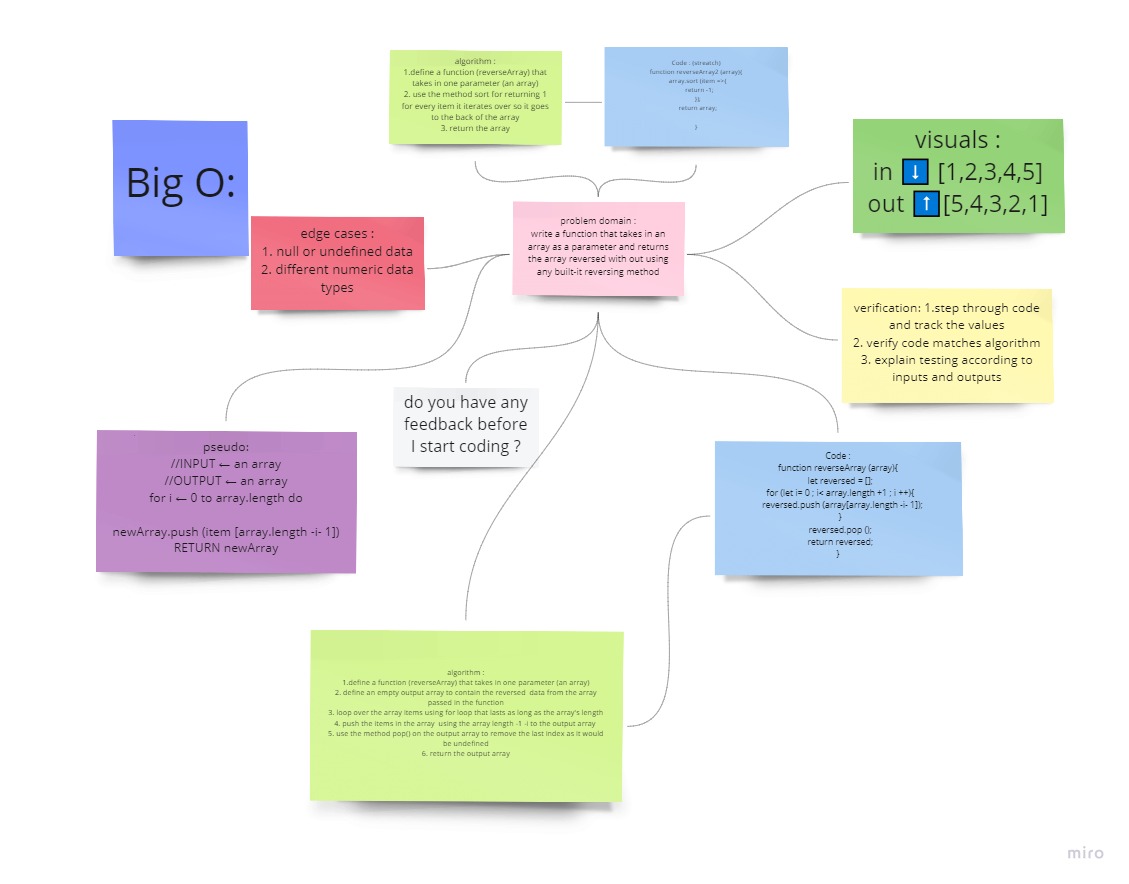 algorithm :
1.define a function (reverseArray) that
takes in one parameter (an array)
2. use the method sort for returning 1
for every item it iterates over so it goes
to the back of the array
3. return the array
Code : (streatch)
function reverseArray2 (array){
array.sort (item =>{
return -1;
});
return array;
}
Big O:
visuals :
in ⬇ [1,2,3,4,5]
out ⬆ [5,4,3,2,1]
edge cases :
1. null or undefined data
2. different numeric data
types
problem domain :
write a function that takes in an
array as a parameter and returns
the array reversed with out using
any built-it reversing method
verification: 1.step through code
and track the values
2. verify code matches algorithm
3. explain testing according to
inputs and outputs
do you have any
feedback before
I start coding ?
pseudo:
//INPUT ← an array
//OUTPUT ← an array
for i ← 0 to array.length do
newArray.push (item [array.length -i- 1])
RETURN newArray
Code :
function reverseArray (array){
let reversed = [];
for (let i= 0 ; i< array.length +1 ; i ++){
reversed.push (array[array.length -i- 1]);
}
reversed.pop ();
return reversed;
}
algorithm :
1.define a function (reverseArray) that takes in one parameter (an array)
2. define an empty output array to contain the reversed data from the array
passed in the function
3. loop over the array items using for loop that lasts as long as the array's length
4. push the items in the array using the array length -1 -i to the output array
5. use the method pop() on the output array to remove the last index as it would
be undefined
6. return the output array
miro